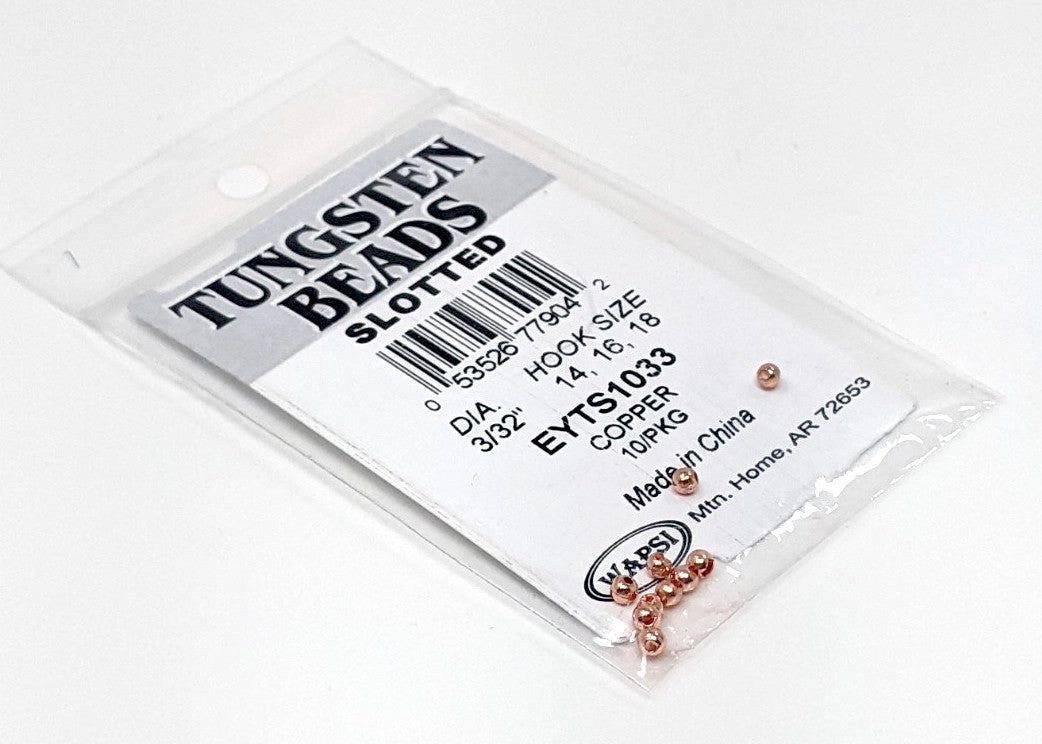 TUNGSTEN
BEADS
SLOTTED
0 53526 77904 2
DIA. HOOK SIZE
3/32" 14, 16, 18
EYTS1033
COPPER
10/PKG
Made in China
WAPSI Mtn. Home, AR 72653